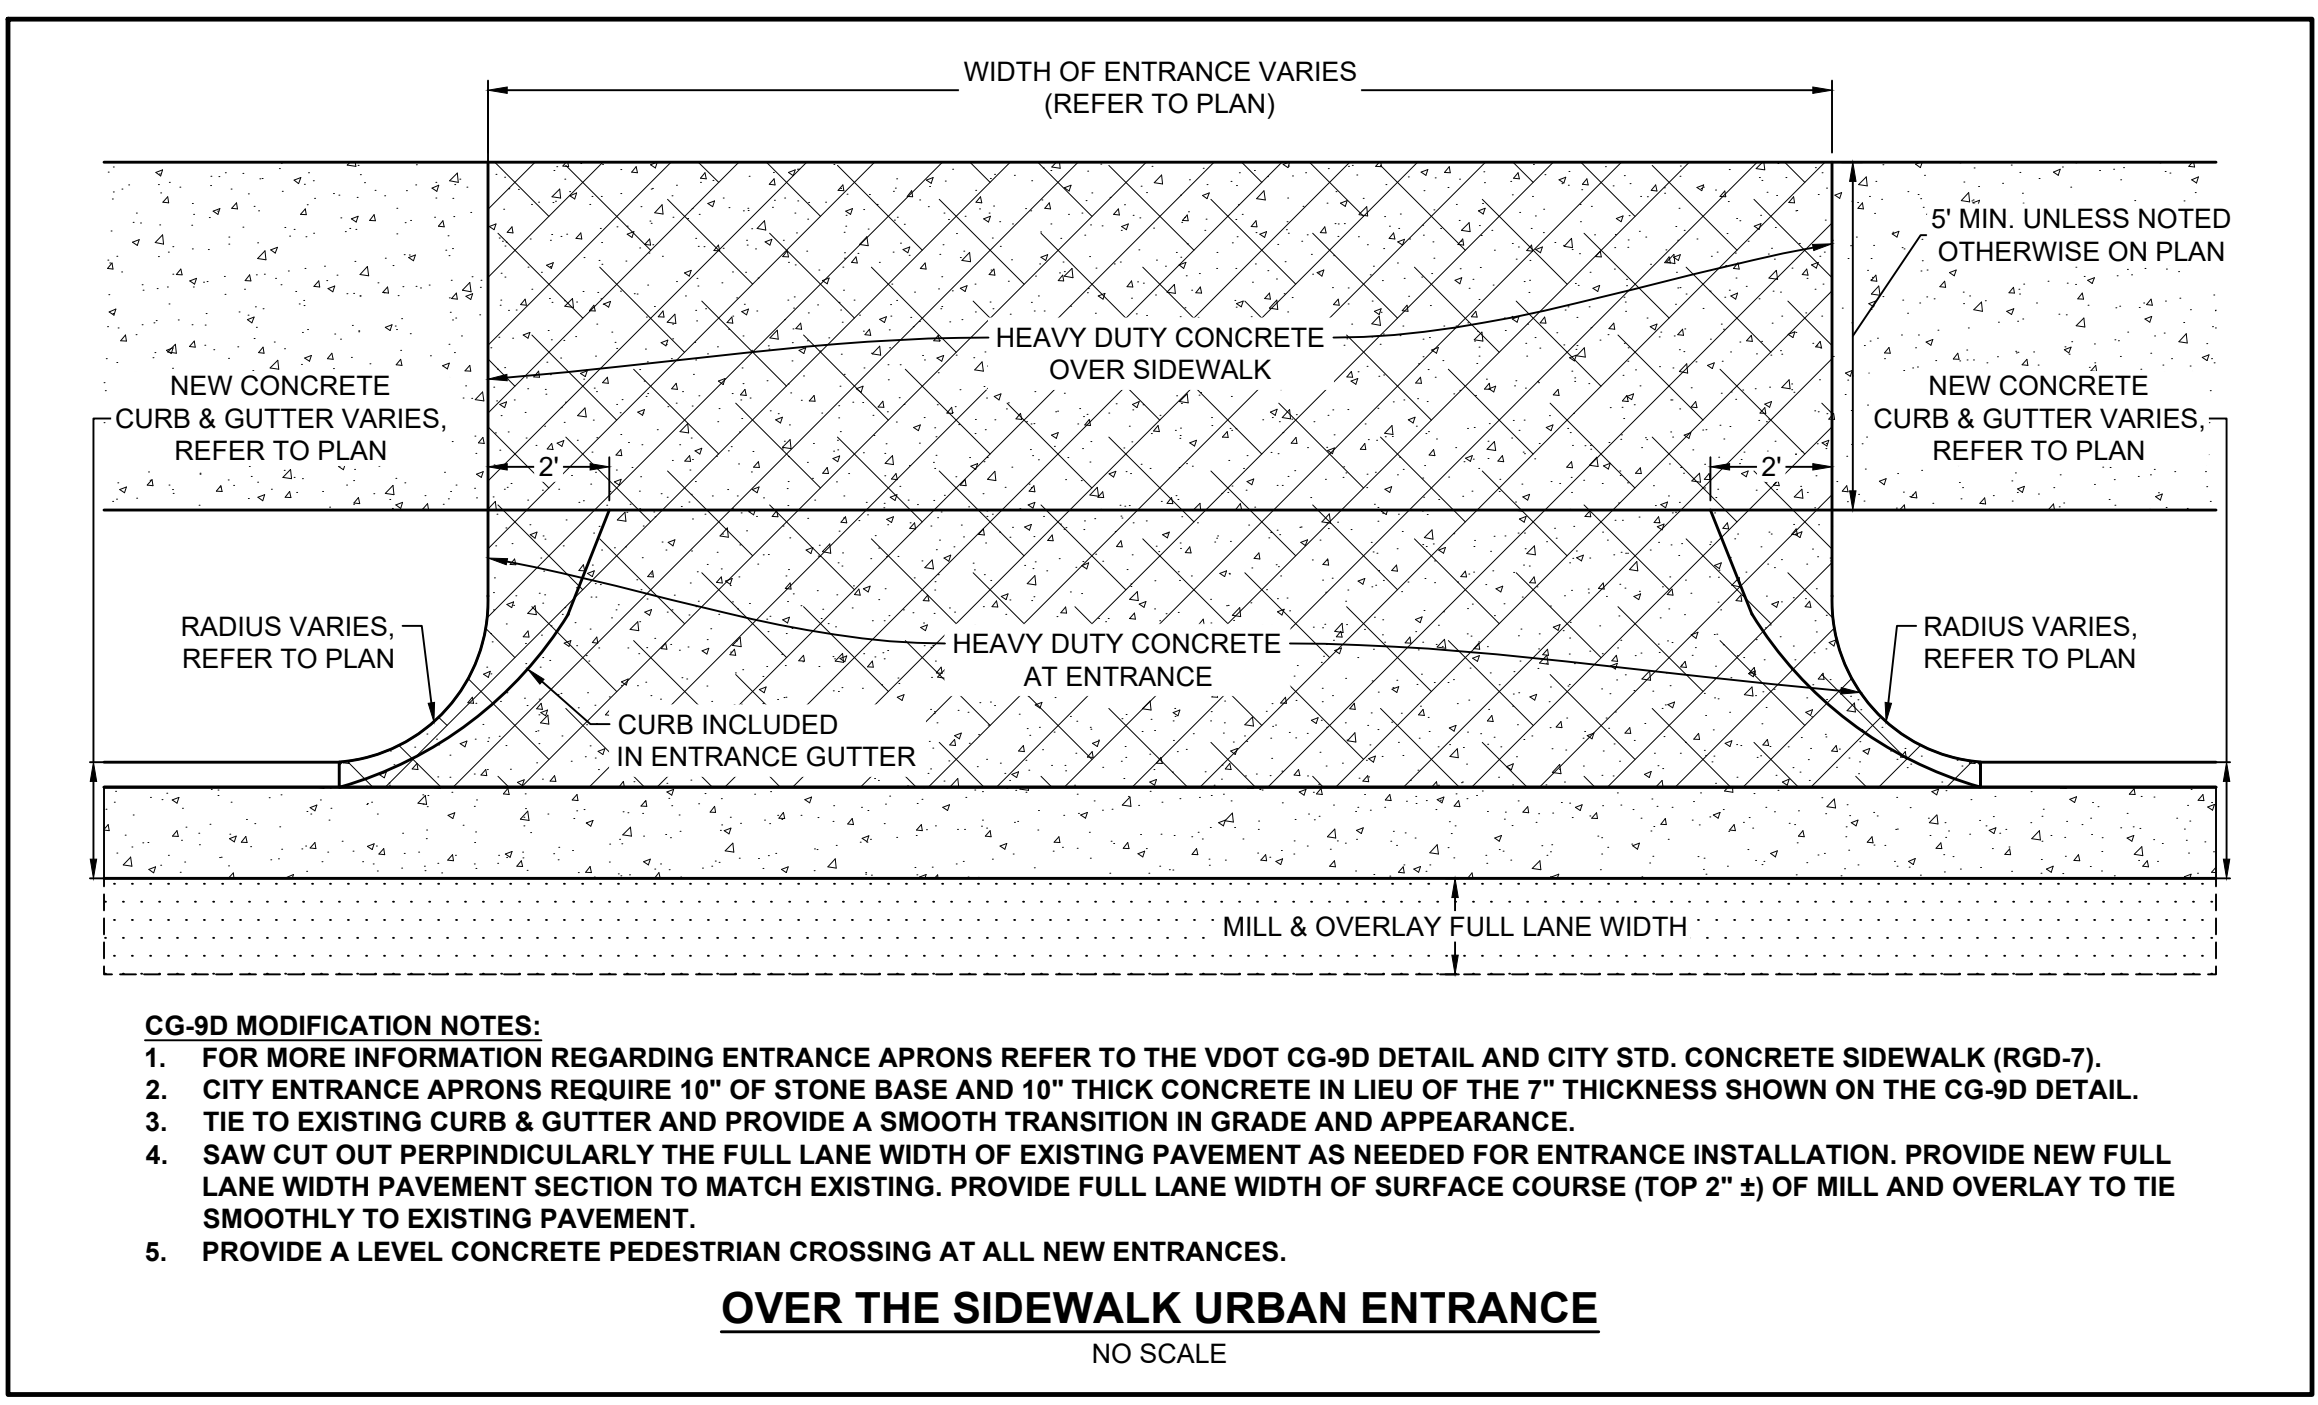 WIDTH OF ENTRANCE VARIES
(REFER TO PLAN)
5' MIN. UNLESS NOTED
OTHERWISE ON PLAN
HEAVY DUTY CONCRETE
OVER SIDEWALK
NEW CONCRETE
CURB & GUTTER VARIES,
REFER TO PLAN
NEW CONCRETE
CURB & GUTTER VARIES,
REFER TO PLAN
2'
2'
RADIUS VARIES,
REFER TO PLAN
HEAVY DUTY CONCRETE
AT ENTRANCE
RADIUS VARIES,
REFER TO PLAN
CURB INCLUDED
IN ENTRANCE GUTTER
MILL & OVERLAY FULL LANE WIDTH
CG-9D MODIFICATION NOTES:
1. FOR MORE INFORMATION REGARDING ENTRANCE APRONS REFER TO THE VDOT CG-9D DETAIL AND CITY STD. CONCRETE SIDEWALK (RGD-7).
2. CITY ENTRANCE APRONS REQUIRE 10" OF STONE BASE AND 10" THICK CONCRETE IN LIEU OF THE 7" THICKNESS SHOWN ON THE CG-9D DETAIL.
3. TIE TO EXISTING CURB & GUTTER AND PROVIDE A SMOOTH TRANSITION IN GRADE AND APPEARANCE.
4. SAW CUT OUT PERPINDICULARLY THE FULL LANE WIDTH OF EXISTING PAVEMENT AS NEEDED FOR ENTRANCE INSTALLATION. PROVIDE NEW FULL
LANE WIDTH PAVEMENT SECTION TO MATCH EXISTING. PROVIDE FULL LANE WIDTH OF SURFACE COURSE (TOP 2" ±) OF MILL AND OVERLAY TO TIE
SMOOTHLY TO EXISTING PAVEMENT.
5. PROVIDE A LEVEL CONCRETE PEDESTRIAN CROSSING AT ALL NEW ENTRANCES.
OVER THE SIDEWALK URBAN ENTRANCE
NO SCALE